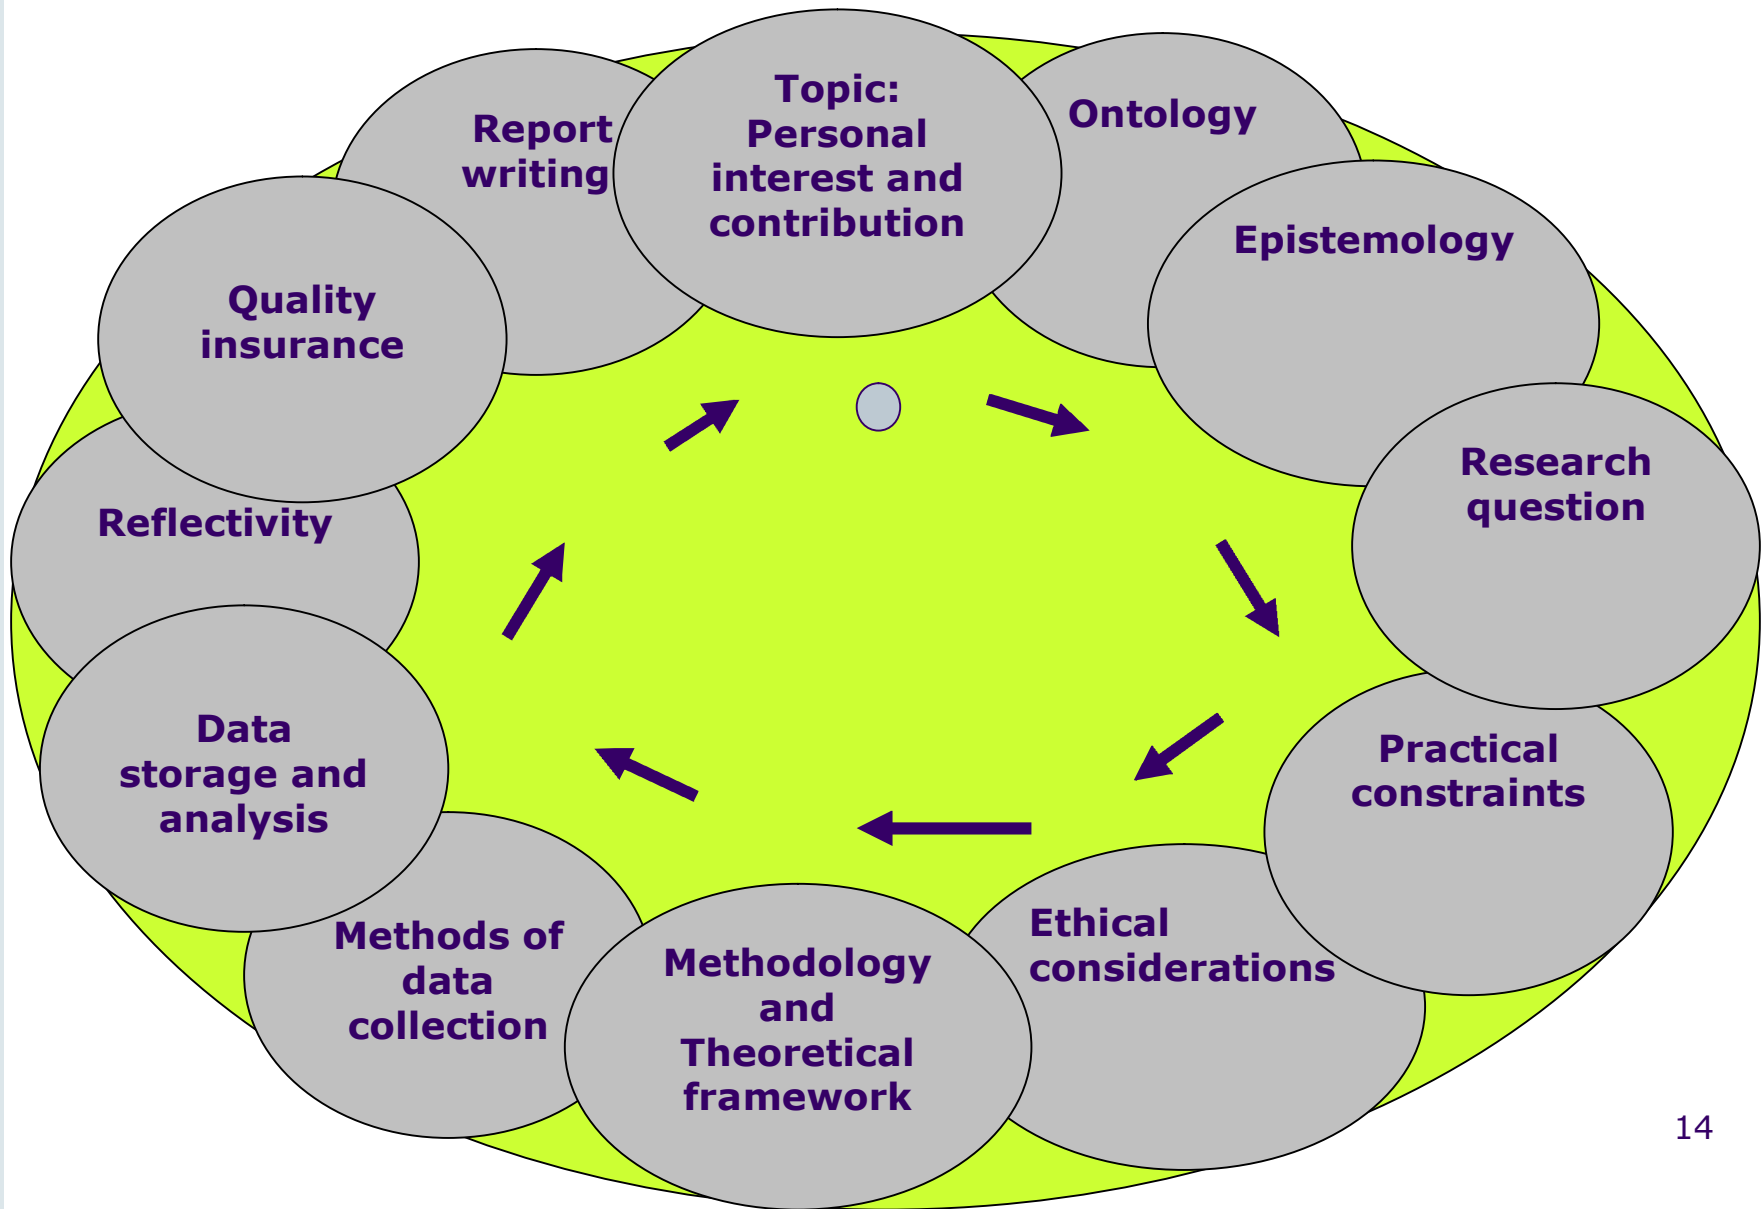 Topic:
Personal
interest and
contribution
Ontology
Epistemology
Research
question
Practical
constraints
Ethical
considerations
Methodology
and
Theoretical
framework
Methods of
data
collection
Data
storage and
analysis
Reflectivity
Quality
insurance
Report
writing
14